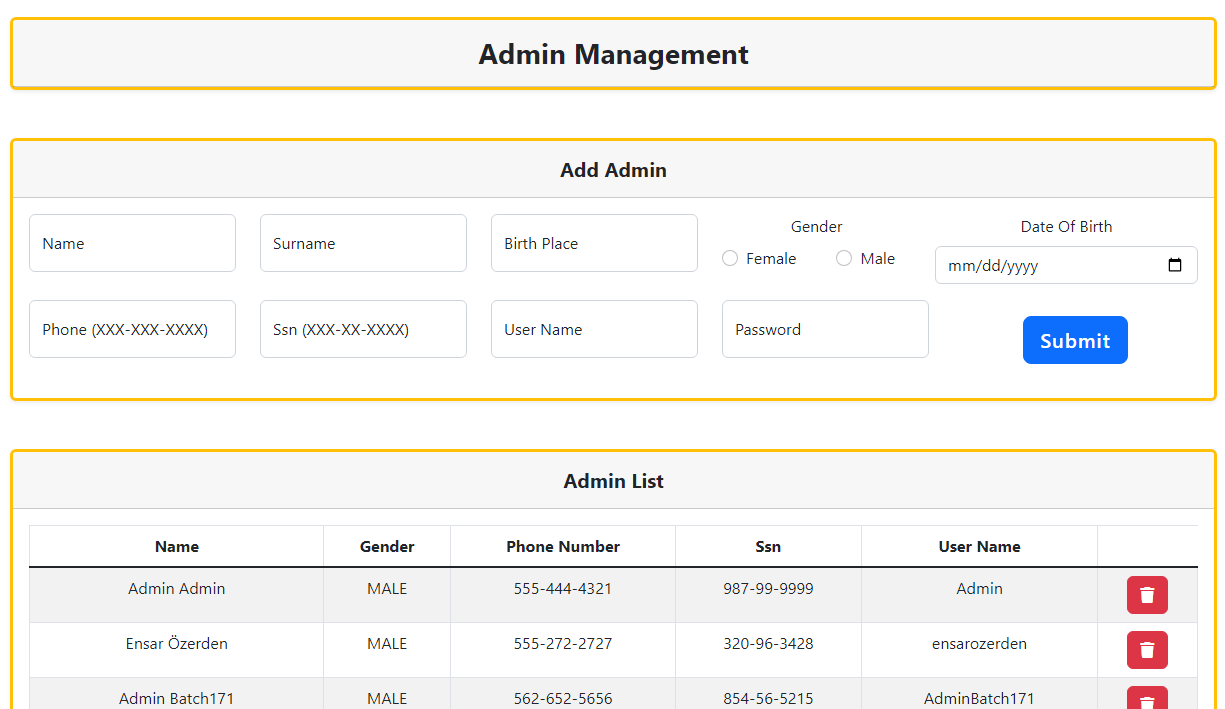 Admin Management
Add Admin
Name Surname Birth Place Gender Date Of Birth
Female Male mm/dd/yyyy
Phone (XXX-XXX-XXXX) Ssn (XXX-XX-XXXX) User Name Password Submit
Admin List
Name Gender Phone Number Ssn User Name
Admin Admin MALE 555-444-4321 987-99-9999 Admin
Ensar Özerden MALE 555-272-2727 320-96-3428 ensarozerden
Admin Batch171 MALE 562-652-5656 854-56-5215 AdminBatch171